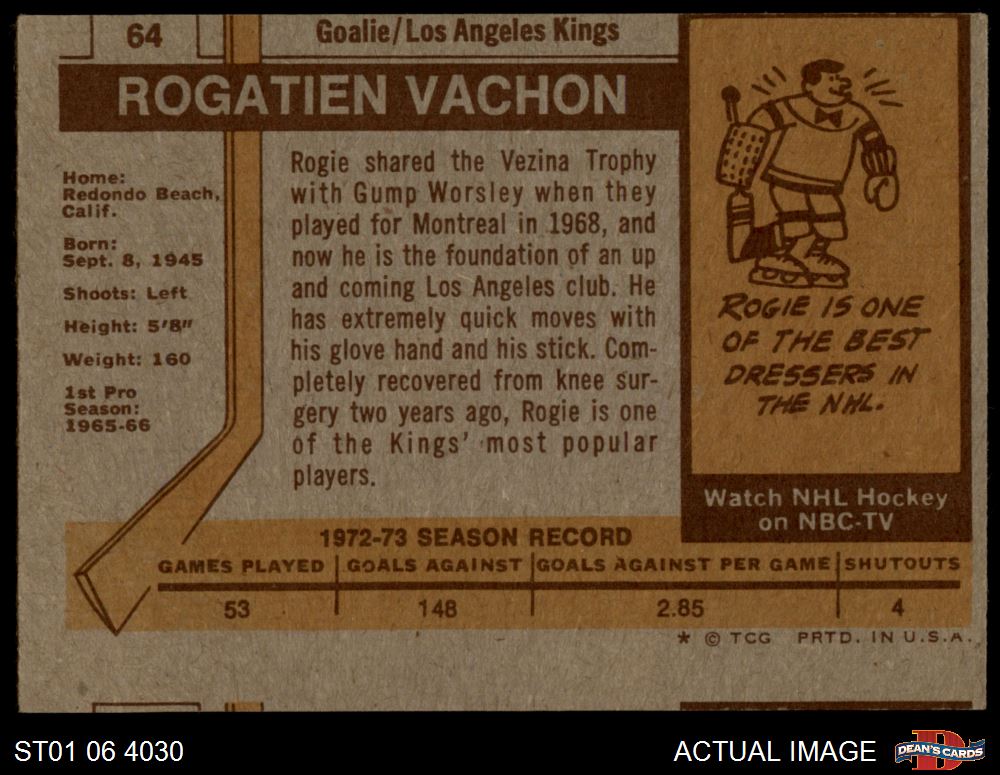 64
Goalie/Los Angeles Kings
ROGATIEN VACHON
Home:
Redondo Beach,
Calif.
Born:
Sept. 8, 1945
Shoots: Left
Height: 5'8"
Weight: 160
1st Pro
Season:
1965-66
Rogie shared the Vezina Trophy
with Gump Worsley when they
played for Montreal in 1968, and
now he is the foundation of an up
and coming Los Angeles club. He
has extremely quick moves with
his glove hand and his stick. Com-
pletely recovered from knee sur-
gery two years ago, Rogie is one
of the Kings' most popular
players.
ROGIE IS ONE
OF THE BEST
DRESSERS IN
THE NHL.
Watch NHL Hockey
on NBC-TV
1972-73 SEASON RECORD
GAMES PLAYED GOALS AGAINST GOALS AGAINST PER GAME SHUTOUTS
53 148 2.85 4
* © TCG PRTD. IN U.S.A.
ST01 06 4030
ACTUAL IMAGE
D
DEAN'S CARDS